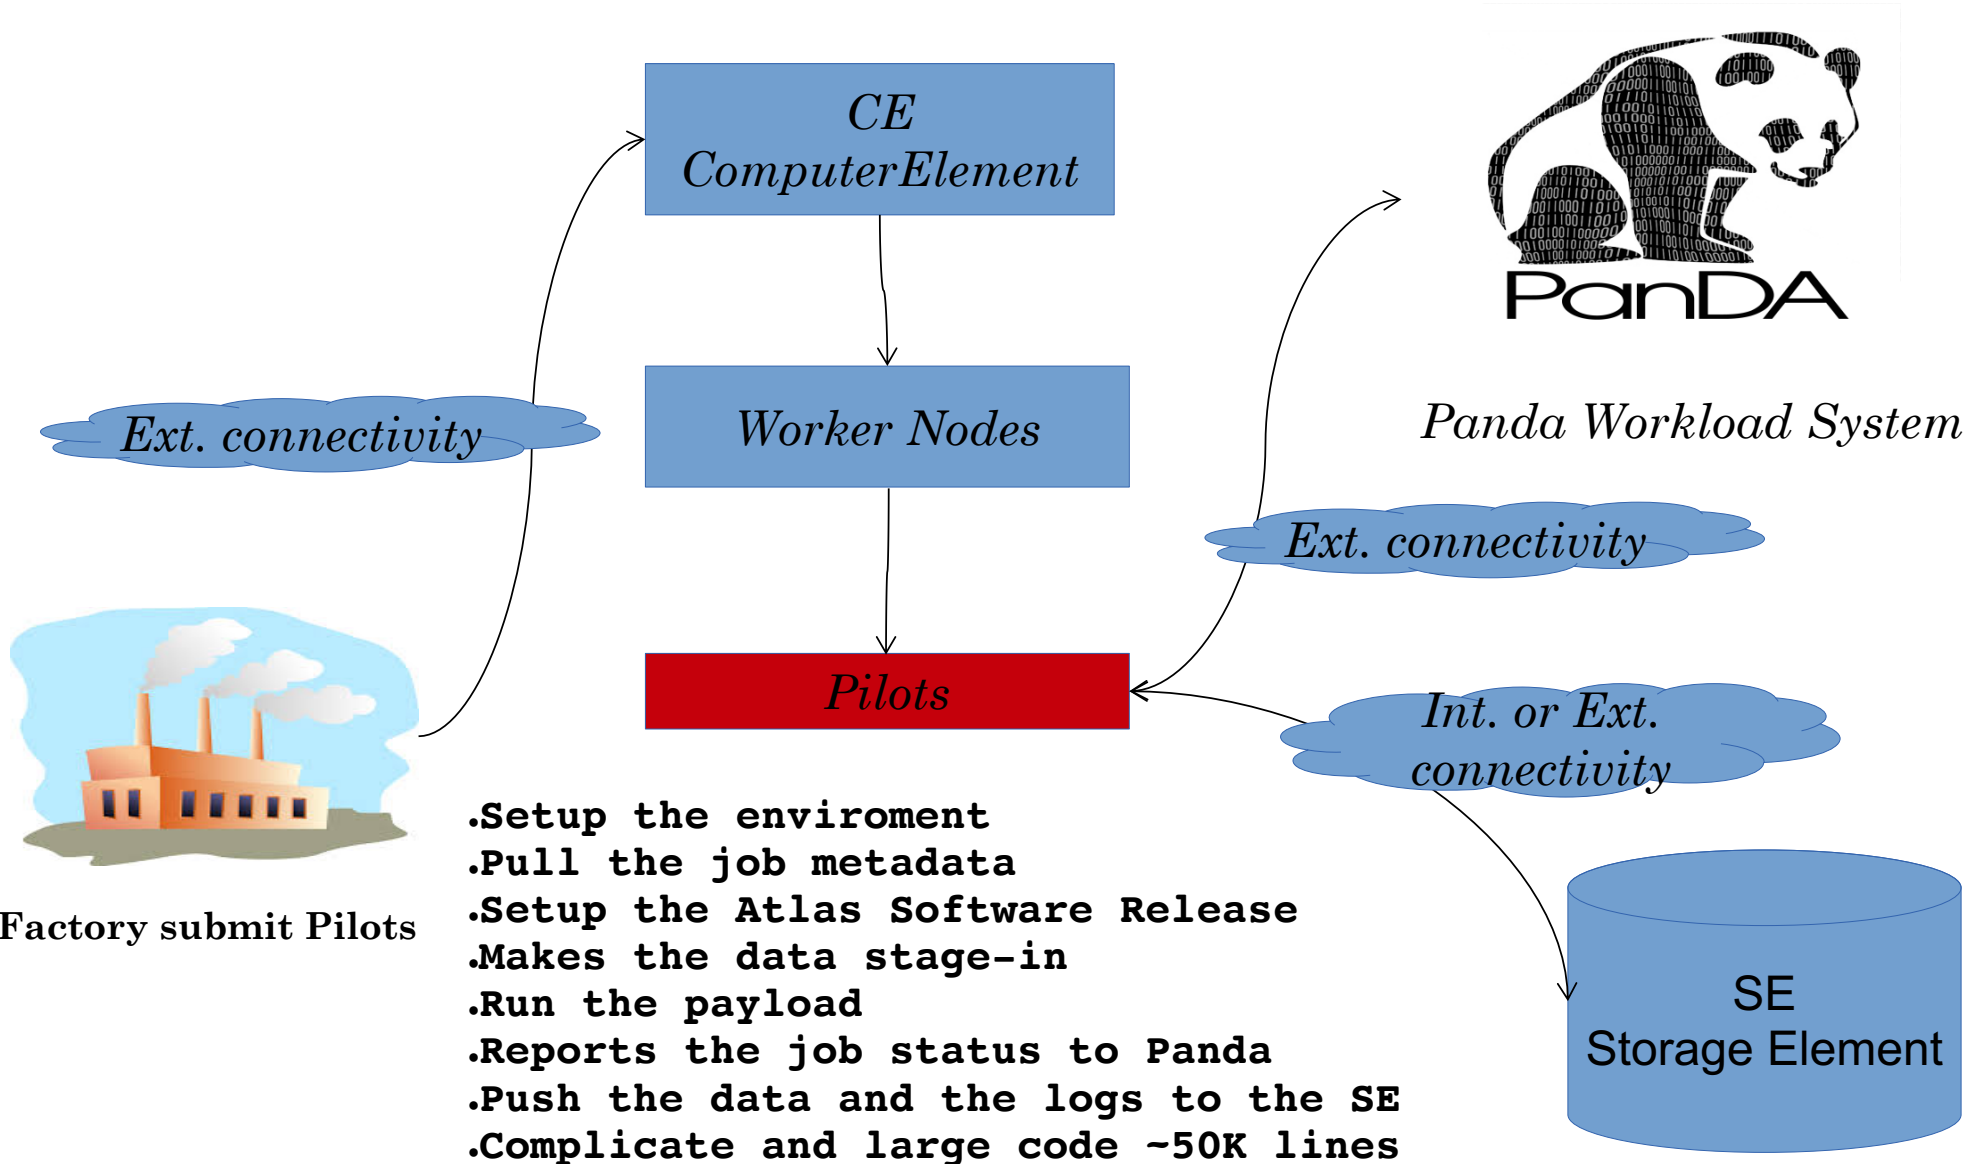 CE
ComputerElement
PanDA
Ext. connectivity
Worker Nodes
Panda Workload System
Ext. connectivity
Pilots
Int. or Ext.
connectivity
Factory submit Pilots
.Setup the enviroment
.Pull the job metadata
.Setup the Atlas Software Release
.Makes the data stage-in
.Run the payload
.Reports the job status to Panda
.Push the data and the logs to the SE
.Complicate and large code ~50K lines
SE
Storage Element